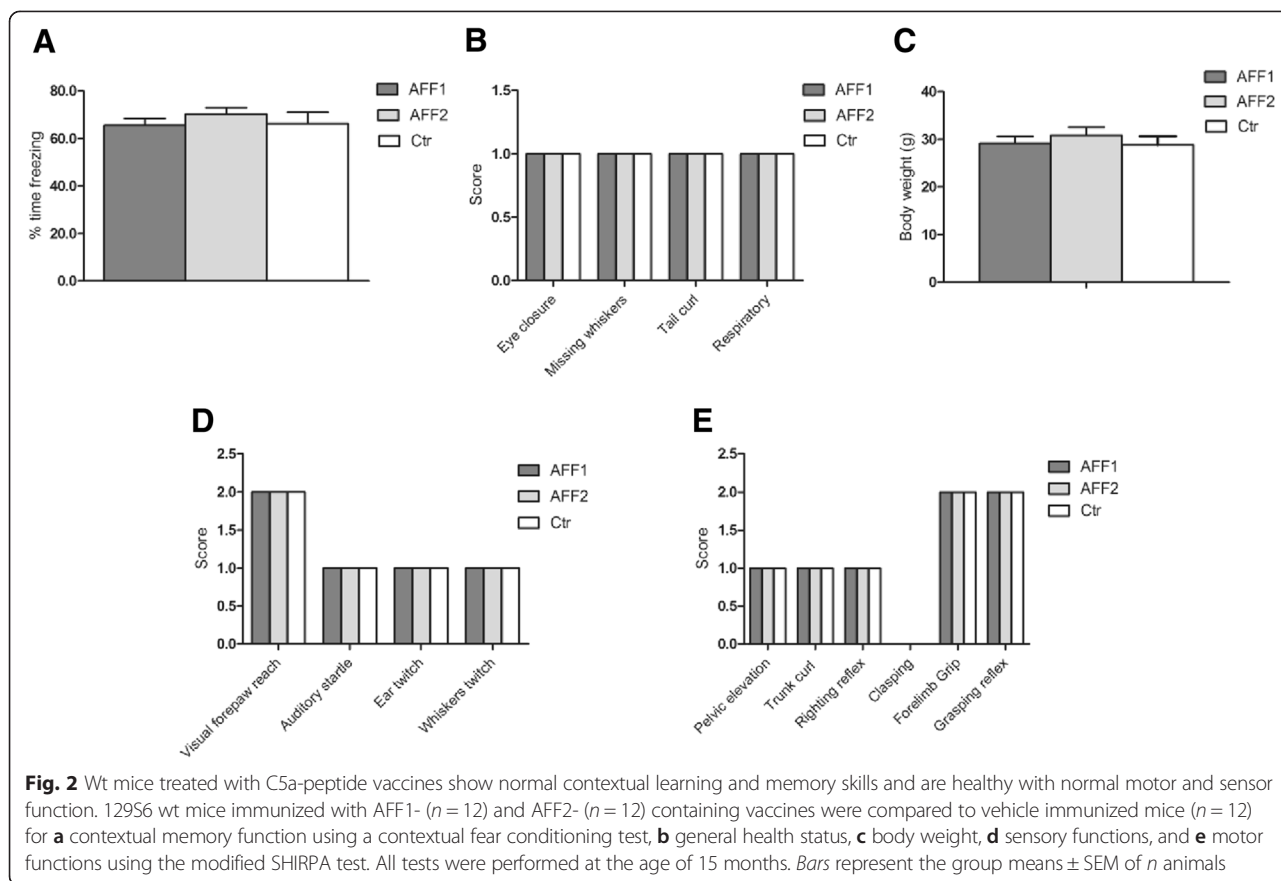 A
% time freezing
80.0
60.0
40.0
20.0
0.0
AFF1
AFF2
Ctr
B
Score
1.5
1.0
0.5
0.0
Eye closure
Missing whiskers
Tail curl
Respiratory
AFF1
AFF2
Ctr
C
Body weight (g)
40
30
20
10
0
AFF1
AFF2
Ctr
D
Score
2.5
2.0
1.5
1.0
0.5
0.0
Visual forepaw reach
Auditory startle
Ear twitch
Whiskers twitch
AFF1
AFF2
Ctr
E
Score
2.5
2.0
1.5
1.0
0.5
0.0
Pelvic elevation
Trunk curl
Righting reflex
Clasping
Forelimb Grip
Grasping reflex
AFF1
AFF2
Ctr
Fig. 2 Wt mice treated with C5a-peptide vaccines show normal contextual learning and memory skills and are healthy with normal motor and sensor
function. 129S6 wt mice immunized with AFF1- (n = 12) and AFF2- (n = 12) containing vaccines were compared to vehicle immunized mice (n = 12)
for a contextual memory function using a contextual fear conditioning test, b general health status, c body weight, d sensory functions, and e motor
functions using the modified SHIRPA test. All tests were performed at the age of 15 months. Bars represent the group means ± SEM of n animals